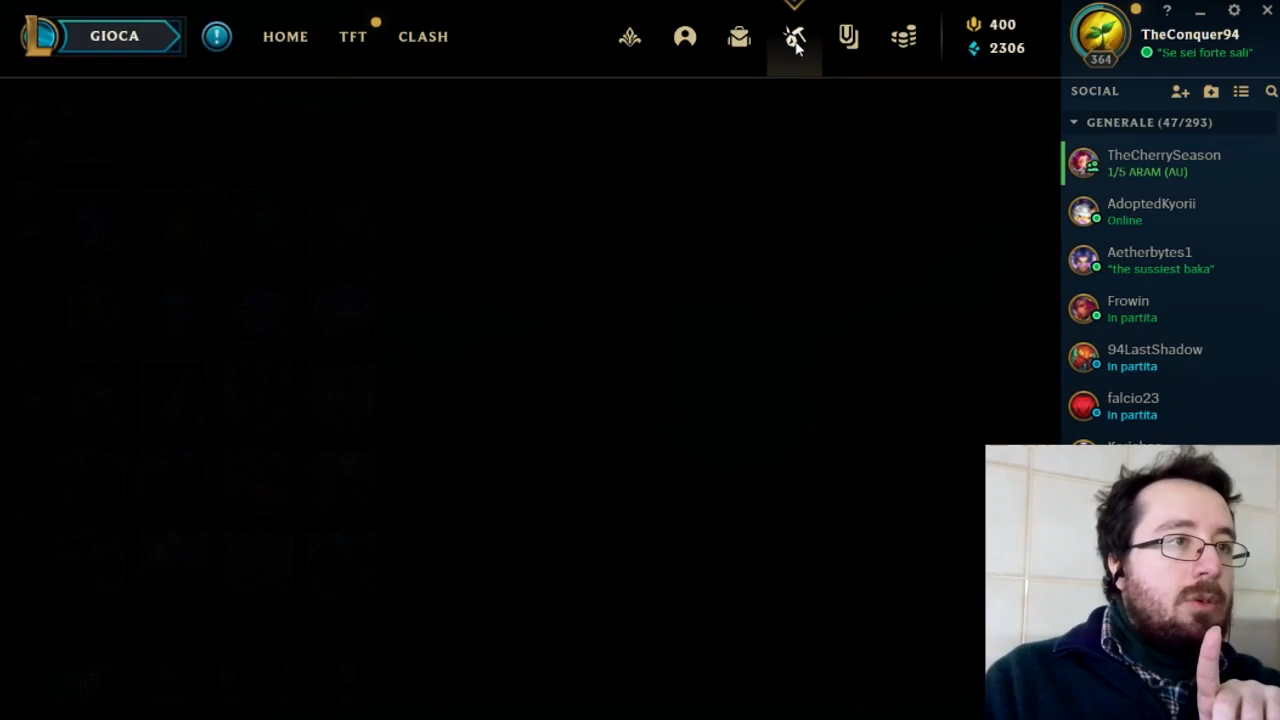 GIOCA
HOME
TFT
CLASH
400
2306
364
TheConquer94
"Se sei forte sali"
SOCIAL
GENERALE (47/293)
TheCherrySeason
1/5 ARAM (AU)
AdoptedKyorii
Online
Aetherbytes1
"the sussiest baka"
Frowin
In partita
94LastShadow
In partita
falcio23
In partita